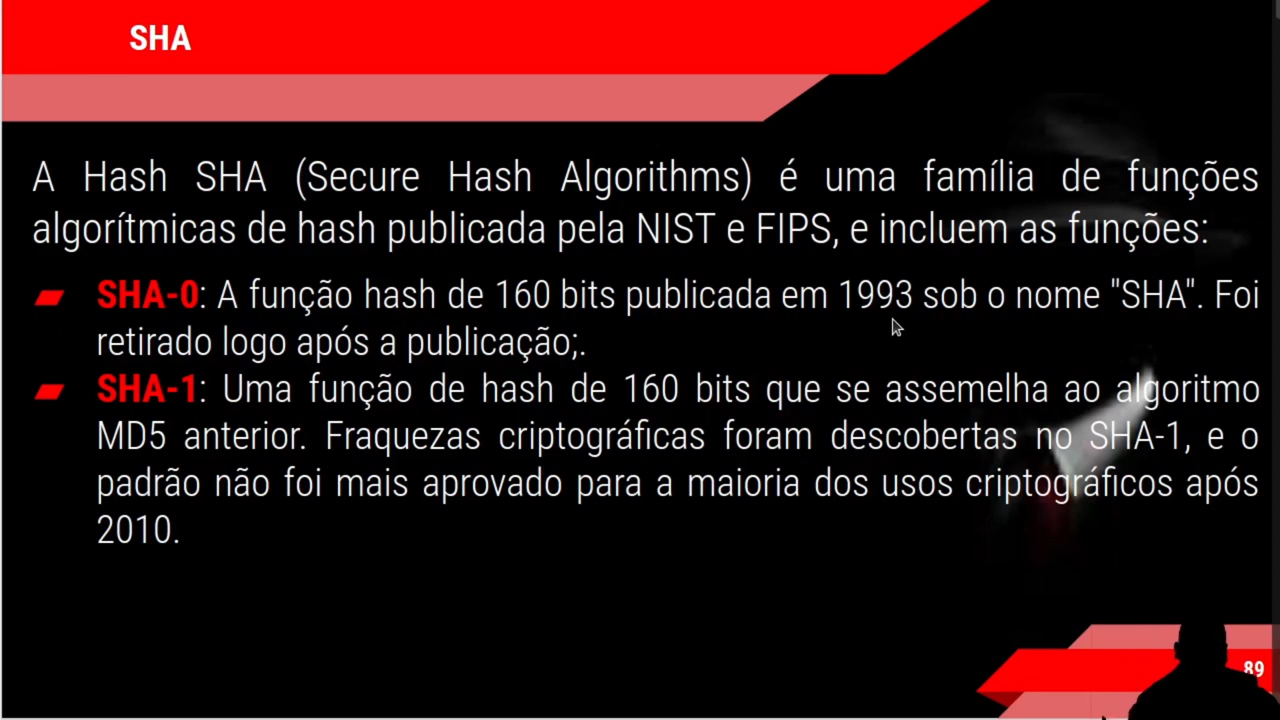 SHA
A Hash SHA (Secure Hash Algorithms) é uma família de funções
algorítmicas de hash publicada pela NIST e FIPS, e incluem as funções:
SHA-0: A função hash de 160 bits publicada em 1993 sob o nome "SHA". Foi
retirado logo após a publicação;.
SHA-1: Uma função de hash de 160 bits que se assemelha ao algoritmo
MD5 anterior. Fraquezas criptográficas foram descobertas no SHA-1, e o
padrão não foi mais aprovado para a maioria dos usos criptográficos após
2010.
89